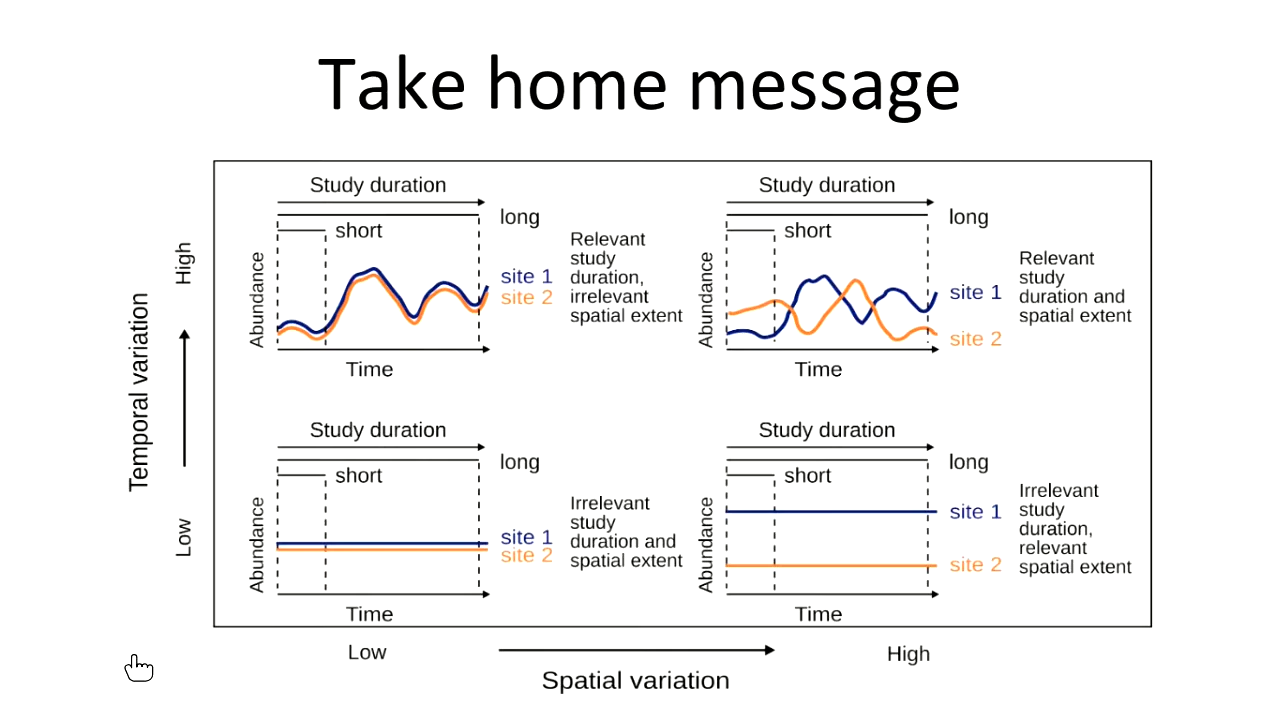 Take home message
Study duration
long
short
Abundance
site 1
site 2
Relevant
study
duration,
irrelevant
spatial extent
Time
Study duration
long
short
Abundance
site 1
site 2
Relevant
study
duration and
spatial extent
Time
High
Temporal variation
Low
Study duration
long
short
Abundance
site 1
site 2
Irrelevant
study
duration and
spatial extent
Time
Study duration
long
short
Abundance
site 1
site 2
Irrelevant
study
duration,
relevant
spatial extent
Time
Low
High
Spatial variation